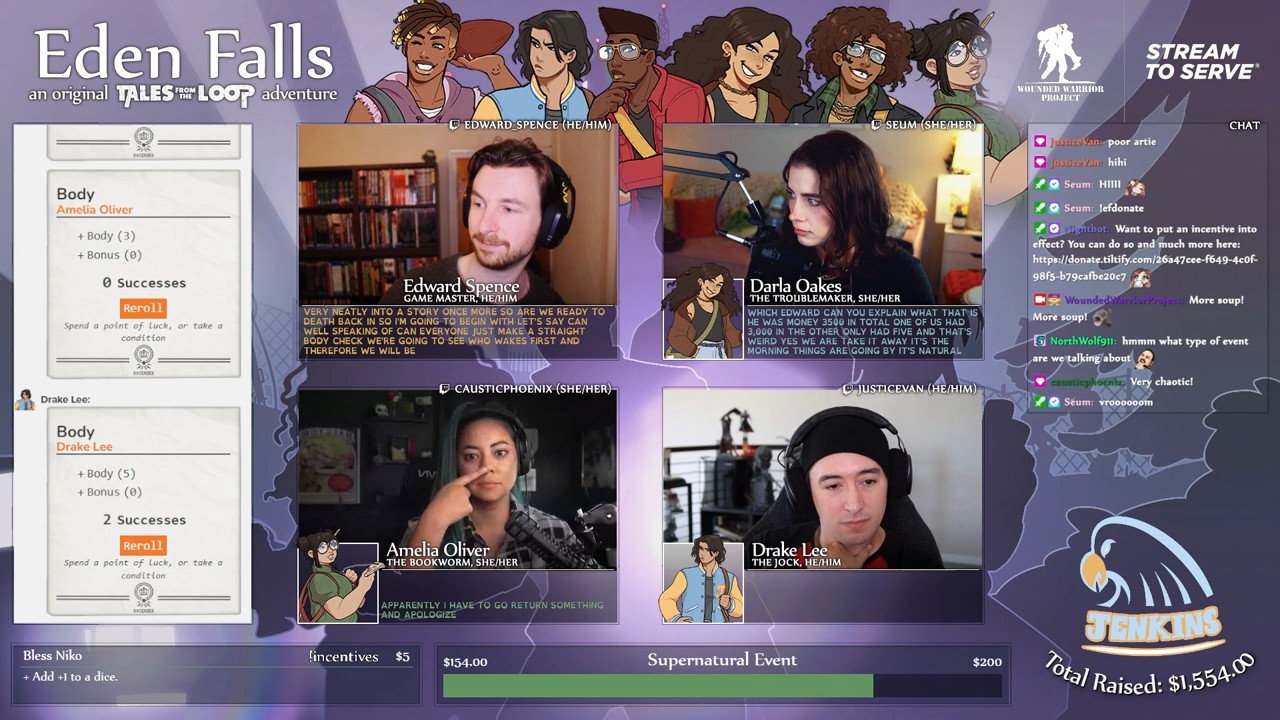 Eden Falls
an original TALES FROM THE LOOP adventure
WOUNDED WARRIOR
PROJECT
STREAM
TO SERVE
Body
Amelia Oliver
+ Body (3)
+ Bonus (0)
0 Successes
Reroll
Spend a point of luck, or take a
condition
Drake Lee:
Body
Drake Lee
+ Body (5)
+ Bonus (0)
2 Successes
Reroll
Spend a point of luck, or take a
condition
EDWARD_SPENCE (HE/HIM)
Edward Spence
GAME MASTER, HE/HIM
VERY NEATLY INTO A STORY ONCE MORE SO ARE WE READY TO
DEATH BACK IN SO I'M GOING TO BEGIN WITH LET'S SAY CAN
WELL SPEAKING OF CAN EVERYONE JUST MAKE A STRAIGHT
BODY CHECK WE'RE GOING TO SEE WHO WAKES FIRST AND
THEREFORE WE WILL BE
SEUM (SHE/HER)
Darla Oakes
THE TROUBLEMAKER, SHE/HER
WHICH EDWARD CAN YOU EXPLAIN WHAT THAT IS
HE WAS MONEY 3500 IN TOTAL ONE OF US HAD
3,000 IN THE OTHER ONLY HAD FIVE AND THAT'S
WEIRD YES WE ARE TAKE IT AWAY IT'S THE
MORNING THINGS ARE GOING BY IT'S NATURAL
CAUSTICPHOENIX (SHE/HER)
Amelia Oliver
THE BOOKWORM, SHE/HER
APPARENTLY I HAVE TO GO RETURN SOMETHING
AND APOLOGIZE
JUSTICEVAN (HE/HIM)
Drake Lee
THE JOCK, HE/HIM
CHAT
JusticeVan: poor artie
JusticeVan: hihi
Seum: HIIII
Seum: !efdonate
Nightbot: Want to put an incentive into
effect? You can do so and much more here:
https://donate.tiltify.com/26a47cee-f649-4c0f-
98f5-b79cafbe20c7
WoundedWarriorProject: More soup!
More soup!
NorthWolf911: hmmm what type of event
are we talking about
causticphoenix: Very chaotic!
Seum: vroooooom
JENKINS
Total Raised: $1,554.00
Bless Niko
!incentives $5
+ Add +1 to a dice.
$154.00 Supernatural Event $200